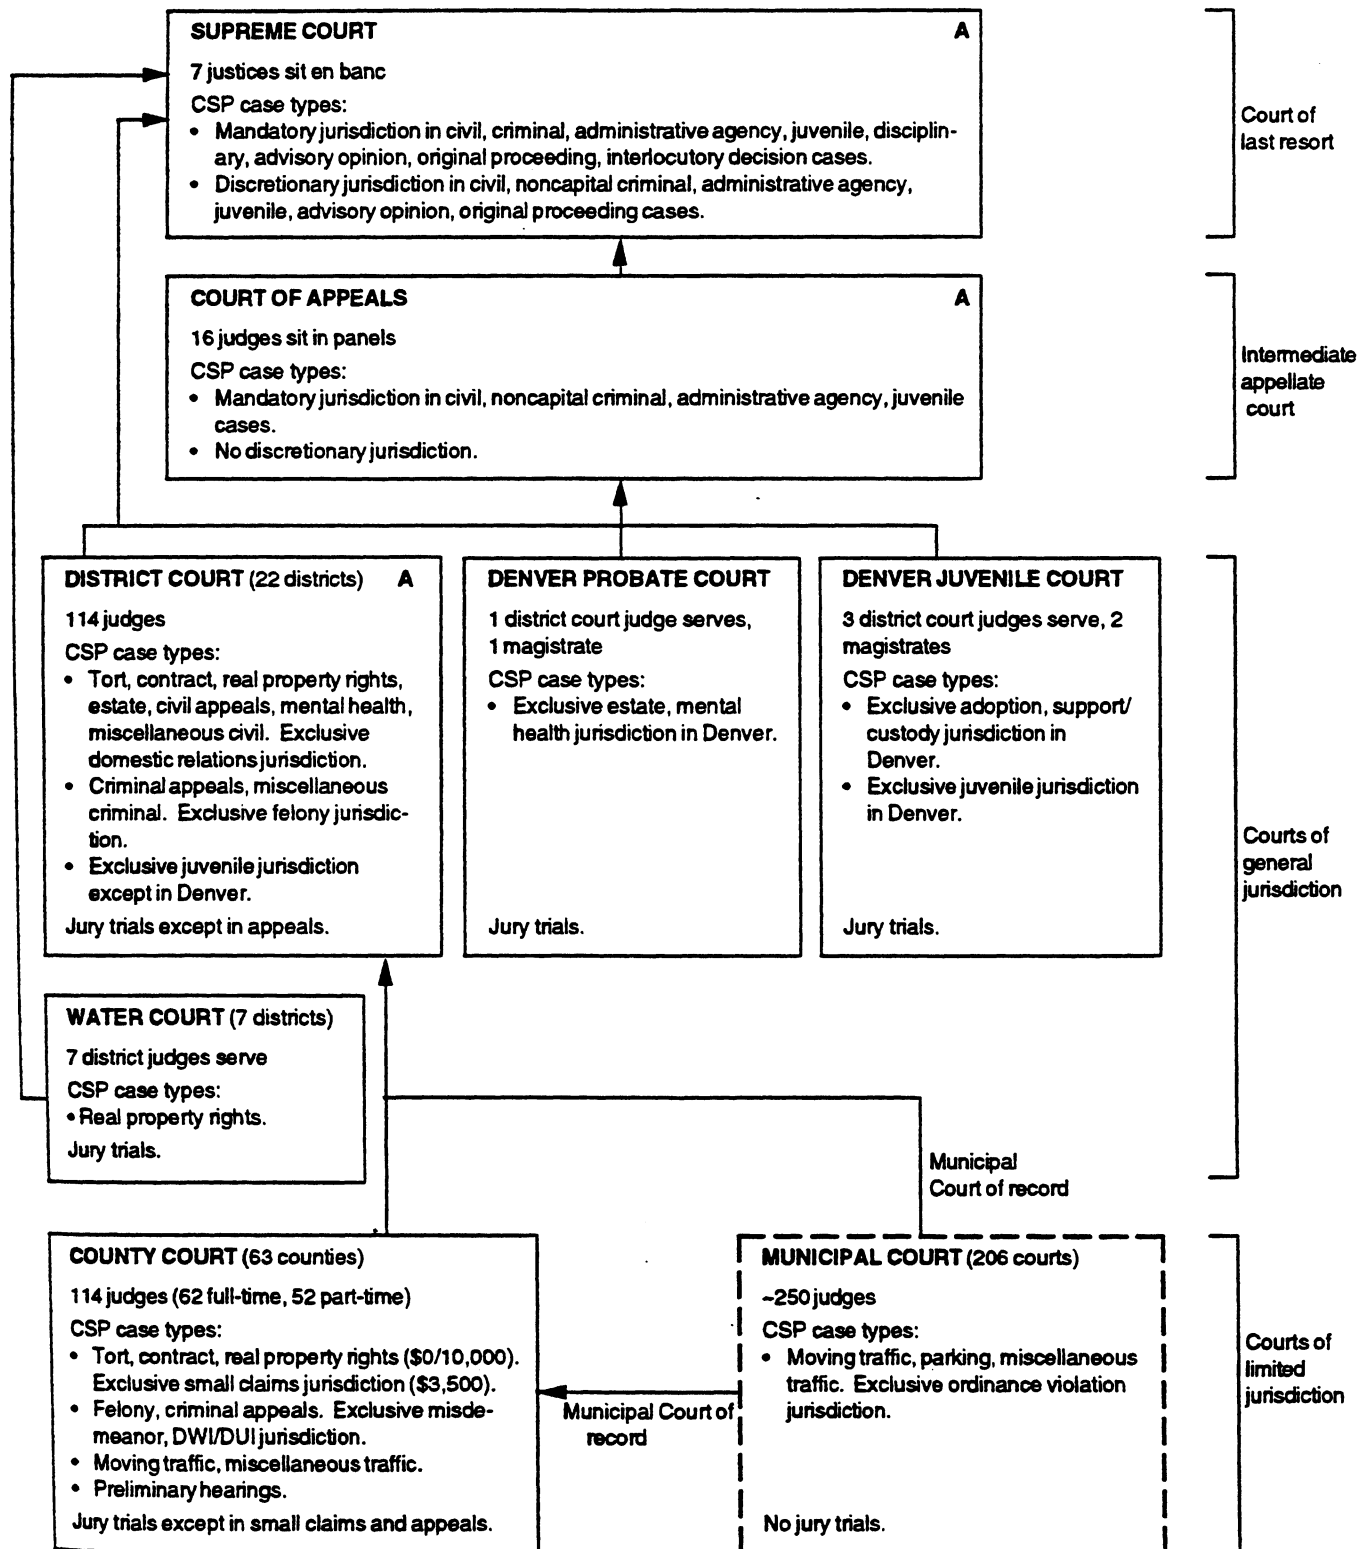 SUPREME COURT A
7 justices sit en banc
CSP case types:
• Mandatory jurisdiction in civil, criminal, administrative agency, juvenile, disciplin-
ary, advisory opinion, original proceeding, interlocutory decision cases.
• Discretionary jurisdiction in civil, noncapital criminal, administrative agency,
juvenile, advisory opinion, original proceeding cases.
Court of
last resort
COURT OF APPEALS A
16 judges sit in panels
CSP case types:
• Mandatory jurisdiction in civil, noncapital criminal, administrative agency, juvenile
cases.
• No discretionary jurisdiction.
Intermediate
appellate
court
DISTRICT COURT (22 districts) A
114 judges
CSP case types:
• Tort, contract, real property rights,
estate, civil appeals, mental health,
miscellaneous civil. Exclusive
domestic relations jurisdiction.
• Criminal appeals, miscellaneous
criminal. Exclusive felony jurisdic-
tion.
• Exclusive juvenile jurisdiction
except in Denver.
Jury trials except in appeals.
DENVER PROBATE COURT
1 district court judge serves,
1 magistrate
CSP case types:
• Exclusive estate, mental
health jurisdiction in Denver.
Jury trials.
DENVER JUVENILE COURT
3 district court judges serve, 2
magistrates
CSP case types:
• Exclusive adoption, support/
custody jurisdiction in
Denver.
• Exclusive juvenile jurisdiction
in Denver.
Jury trials.
Courts of
general
jurisdiction
WATER COURT (7 districts)
7 district judges serve
CSP case types:
• Real property rights.
Jury trials.
Municipal
Court of record
COUNTY COURT (63 counties)
114 judges (62 full-time, 52 part-time)
CSP case types:
• Tort, contract, real property rights ($0/10,000).
Exclusive small claims jurisdiction ($3,500).
• Felony, criminal appeals. Exclusive misde-
meanor, DWI/DUI jurisdiction.
• Moving traffic, miscellaneous traffic.
• Preliminary hearings.
Jury trials except in small claims and appeals.
Municipal Court of
record
MUNICIPAL COURT (206 courts)
~250 judges
CSP case types:
• Moving traffic, parking, miscellaneous
traffic. Exclusive ordinance violation
jurisdiction.
No jury trials.
Courts of
limited
jurisdiction